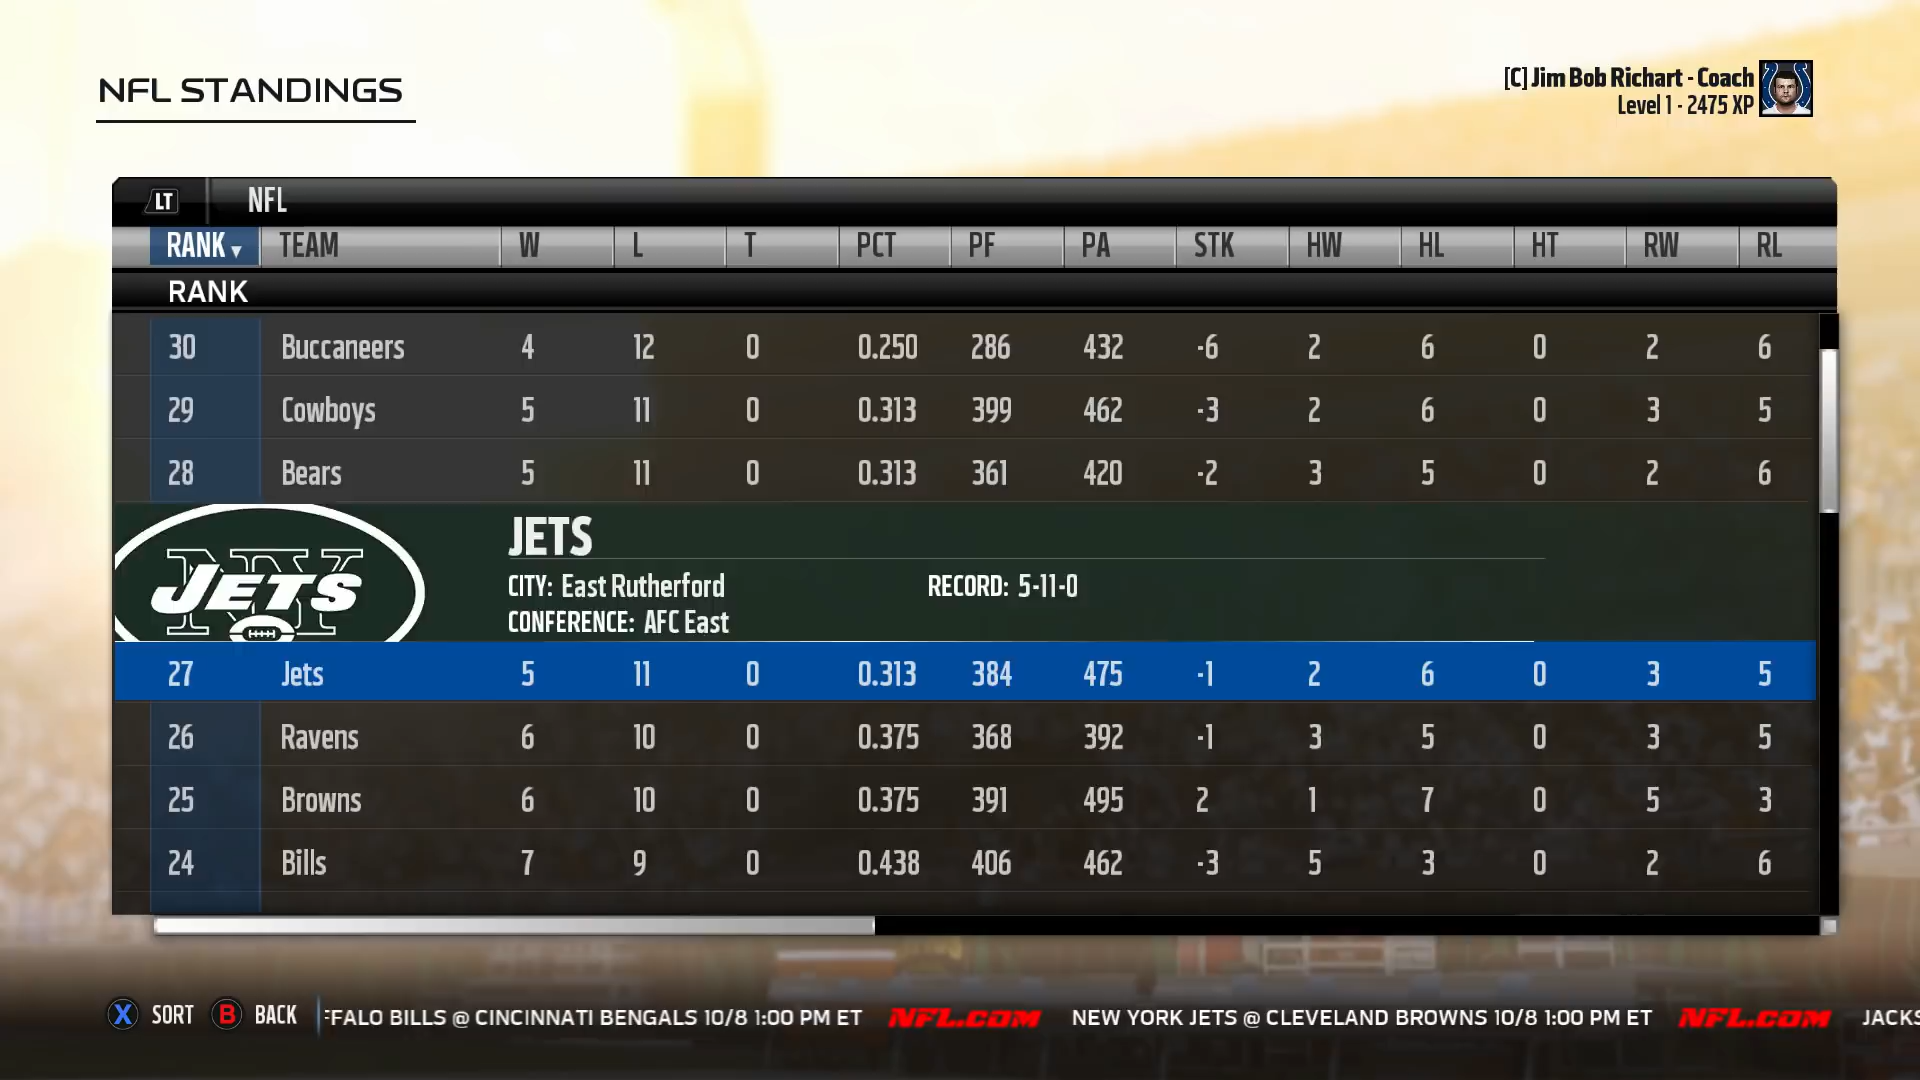 NFL STANDINGS
[C] Jim Bob Richart - Coach
Level 1 - 2475 XP
LT NFL
RANK TEAM W L T PCT PF PA STK HW HL HT RW RL
RANK
30 Buccaneers 4 12 0 0.250 286 432 -6 2 6 0 2 6
29 Cowboys 5 11 0 0.313 399 462 -3 2 6 0 3 5
28 Bears 5 11 0 0.313 361 420 -2 3 5 0 2 6
NY JETS
JETS
CITY: East Rutherford RECORD: 5-11-0
CONFERENCE: AFC East
27 Jets 5 11 0 0.313 384 475 -1 2 6 0 3 5
26 Ravens 6 10 0 0.375 368 392 -1 3 5 0 3 5
25 Browns 6 10 0 0.375 391 495 2 1 7 0 5 3
24 Bills 7 9 0 0.438 406 462 -3 5 3 0 2 6
X SORT B BACK FFALO BILLS @ CINCINNATI BENGALS 10/8 1:00 PM ET NFL.COM NEW YORK JETS @ CLEVELAND BROWNS 10/8 1:00 PM ET NFL.COM JACKS